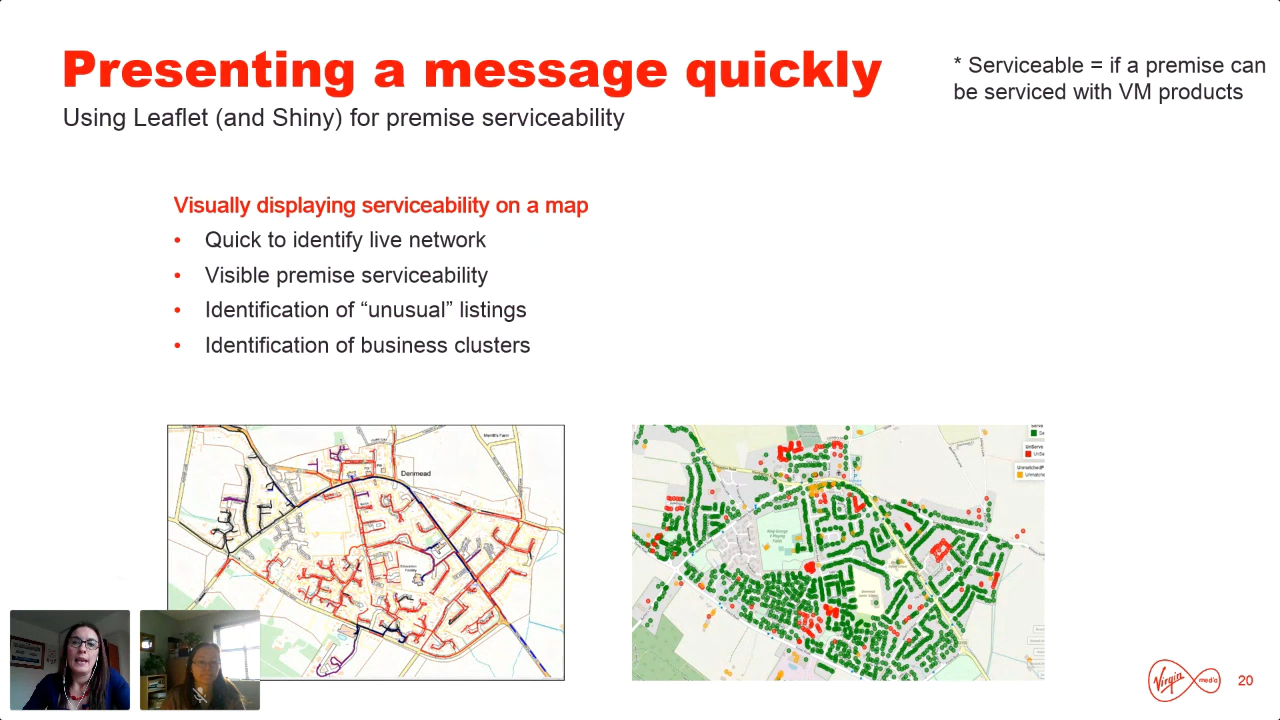 Presenting a message quickly
* Serviceable = if a premise can
be serviced with VM products
Using Leaflet (and Shiny) for premise serviceability
Visually displaying serviceability on a map
• Quick to identify live network
• Visible premise serviceability
• Identification of “unusual” listings
• Identification of business clusters
Denmead
Virgin media
20